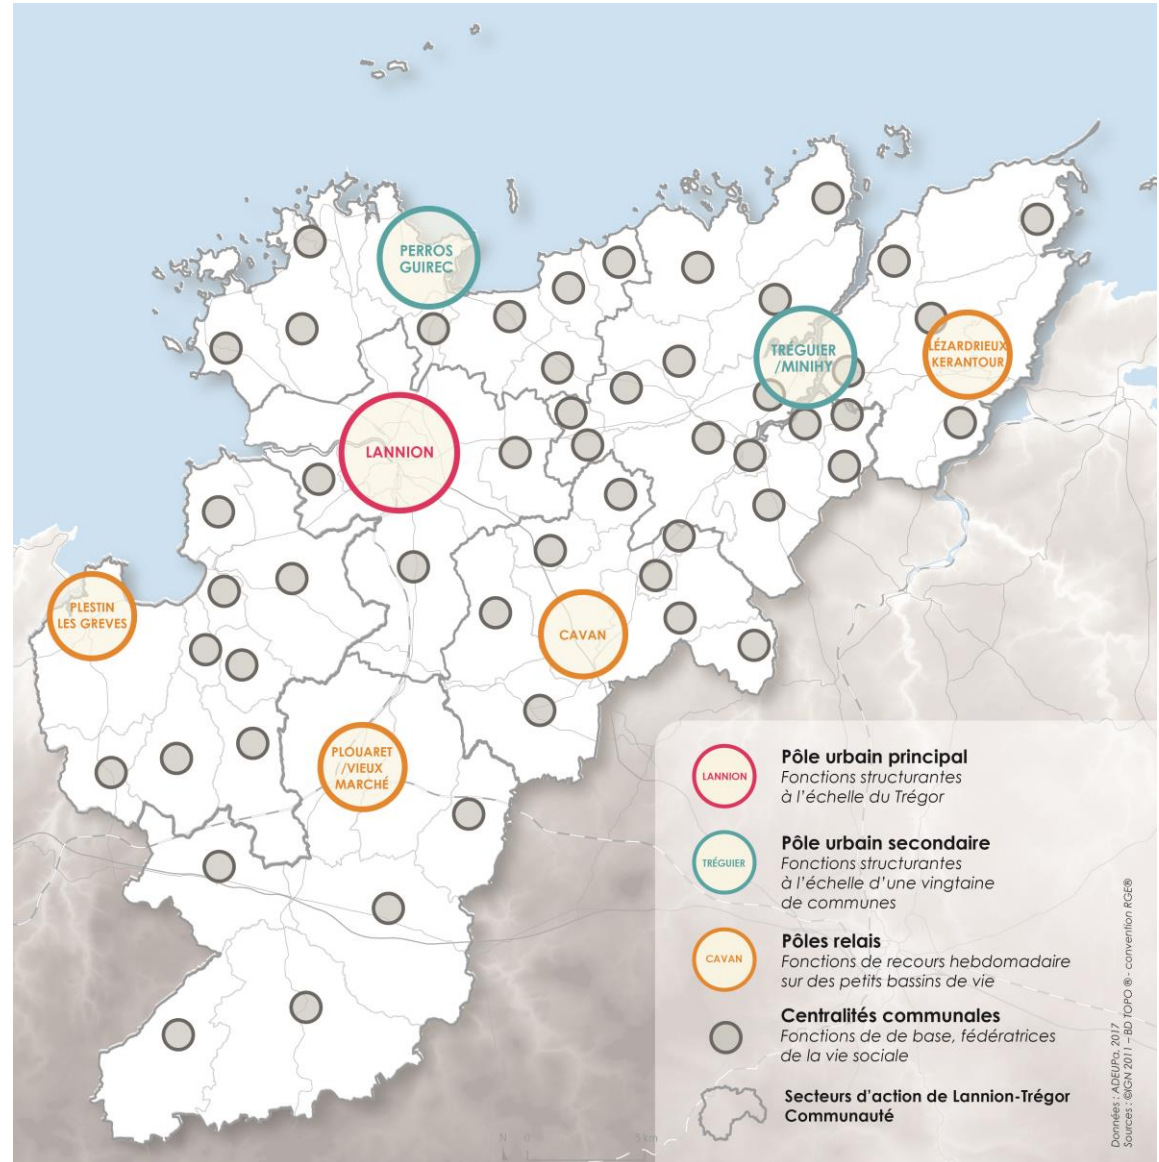 PERROS
GUIREC
TRÉGUIER
/MINIHY
LÉZARDRIEUX
KERANTOUR
LANNION
PLESTIN
LES GREVES
CAVAN
PLOUARET
/VIEUX
MARCHÉ
LANNION
Pôle urbain principal
Fonctions structurantes
à l'échelle du Trégor
TRÉGUIER
Pôle urbain secondaire
Fonctions structurantes
à l'échelle d'une vingtaine
de communes
CAVAN
Pôles relais
Fonctions de recours hebdomadaire
sur des petits bassins de vie
Centralités communales
Fonctions de de base, fédératrices
de la vie sociale
Secteurs d'action de Lannion-Trégor
Communauté
N 0 5 km
Données : ADEUPa, 2017
Sources : ©IGN 2011 – BD TOPO ® - convention RGE®